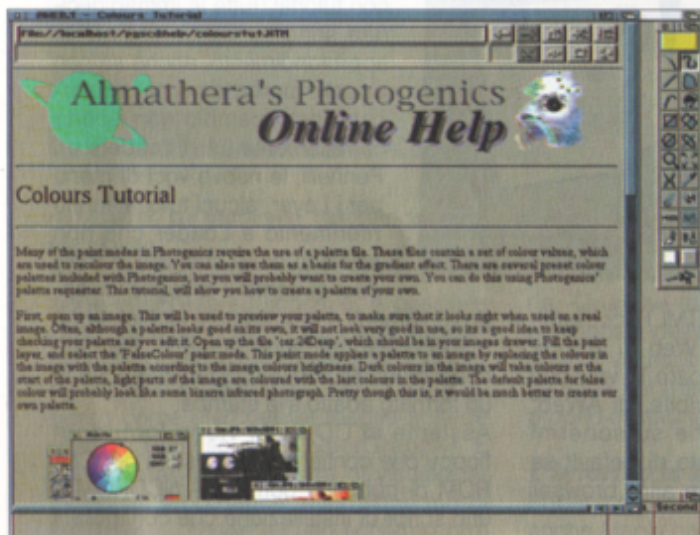 AWEB.1 - Colours Tutorial
file://localhost/pgscdhelp/colourstut.HTM
Almathera's Photogenics
Online Help
Colours Tutorial
Many of the paint modes in Photogenics require the use of a palette file. These files contain a set of colour values, which
are used to recolour the image. You can also use them as a basis for the gradient effect. There are several preset colour
palettes included with Photogenics, but you will probably want to create your own. You can do this using Photogenics'
palette requester. This tutorial, will show you how to create a palette of your own.
First, open up an image. This will be used to preview your palette, to make sure that it looks right when used on a real
image. Often, although a palette looks good on its own, it will not look very good in use, so its a good idea to keep
checking your palette as you edit it. Open up the file "car.24Deep", which should be in your images drawer. Fill the paint
layer, and select the "FalseColour" paint mode. This paint mode applies a palette to an image by replacing the colours in
the image with the palette according to the image colours brightness. Dark colours in the image will take colours at the
start of the palette, light parts of the image are coloured with the last colours in the palette. The default palette for false
colour will probably look like some bizarre infrared photograph. Pretty though this is, it would be much better to create our
own palette.
Palette
Second